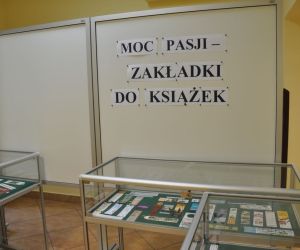 MOC PASJI –
ZAKŁADKI
DO KSIĄŻEK